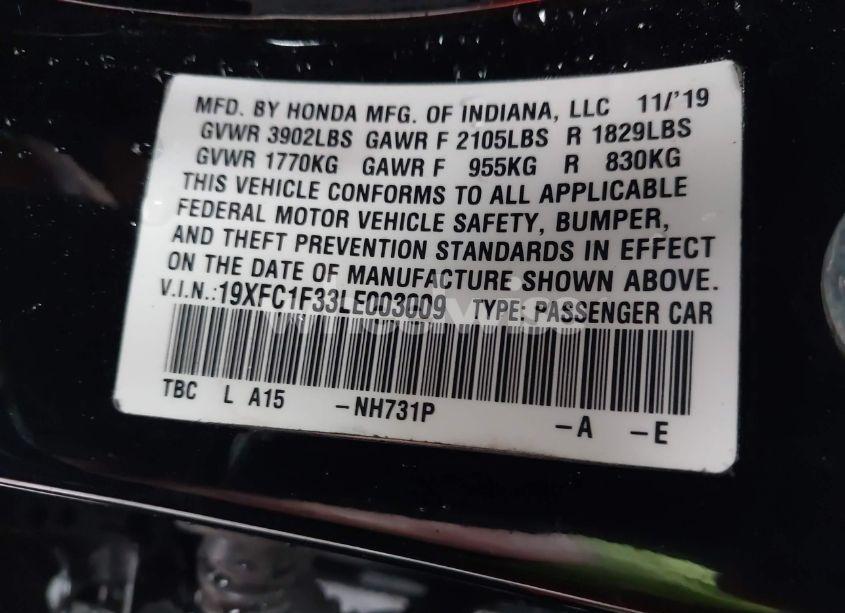 MFD. BY HONDA MFG. OF INDIANA, LLC 11/'19
GVWR 3902LBS GAWR F 2105LBS R 1829LBS
GVWR 1770KG GAWR F 955KG R 830KG
THIS VEHICLE CONFORMS TO ALL APPLICABLE
FEDERAL MOTOR VEHICLE SAFETY, BUMPER,
AND THEFT PREVENTION STANDARDS IN EFFECT
ON THE DATE OF MANUFACTURE SHOWN ABOVE.
V.I.N.:19XFC1F33LE003009 TYPE: PASSENGER CAR
TBC L A15 -NH731P -A -E